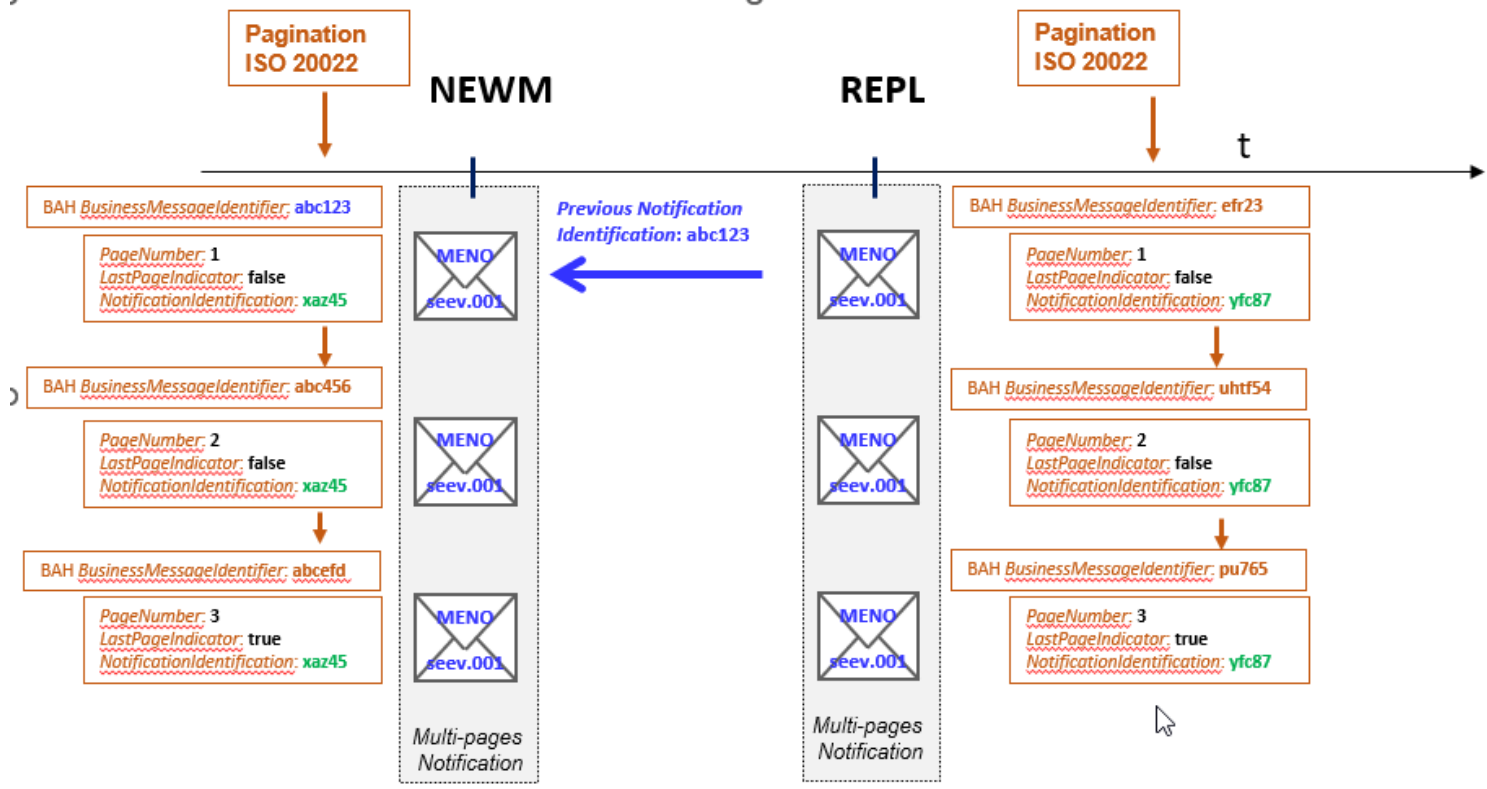 Pagination
ISO 20022
NEWM
REPL
Pagination
ISO 20022
t
BAH BusinessMessageIdentifier: abc123
PageNumber: 1
LastPageIndicator: false
NotificationIdentification: xaz45
BAH BusinessMessageIdentifier: abc456
PageNumber: 2
LastPageIndicator: false
NotificationIdentification: xaz45
BAH BusinessMessageIdentifier: abcefd
PageNumber: 3
LastPageIndicator: true
NotificationIdentification: xaz45
MENO
seev.001
MENO
seev.001
MENO
seev.001
Multi-pages
Notification
Previous Notification
Identification: abc123
MENO
seev.001
MENO
seev.001
MENO
seev.001
Multi-pages
Notification
BAH BusinessMessageIdentifier: efr23
PageNumber: 1
LastPageIndicator: false
NotificationIdentification: yfc87
BAH BusinessMessageIdentifier: uhtf54
PageNumber: 2
LastPageIndicator: false
NotificationIdentification: yfc87
BAH BusinessMessageIdentifier: pu765
PageNumber: 3
LastPageIndicator: true
NotificationIdentification: yfc87